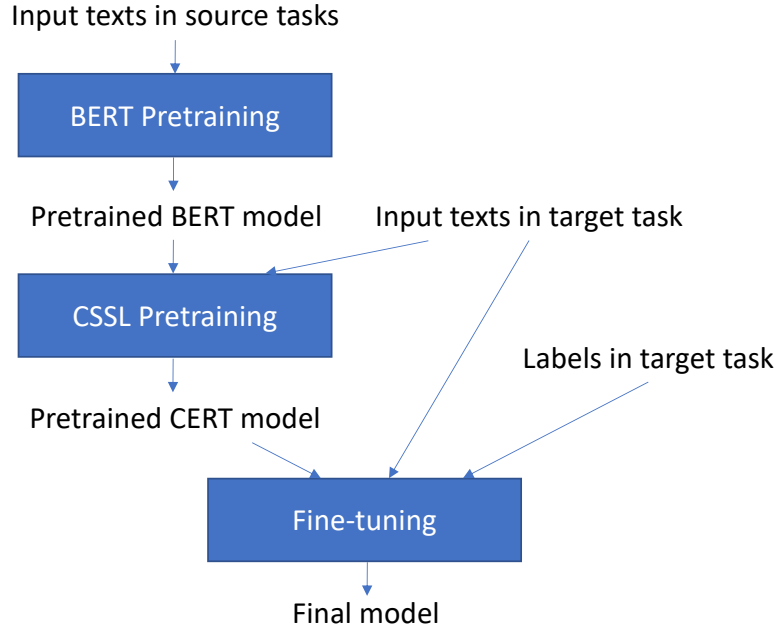 Input texts in source tasks
BERT Pretraining
Pretrained BERT model
Input texts in target task
CSSL Pretraining
Labels in target task
Pretrained CERT model
Fine-tuning
Final model